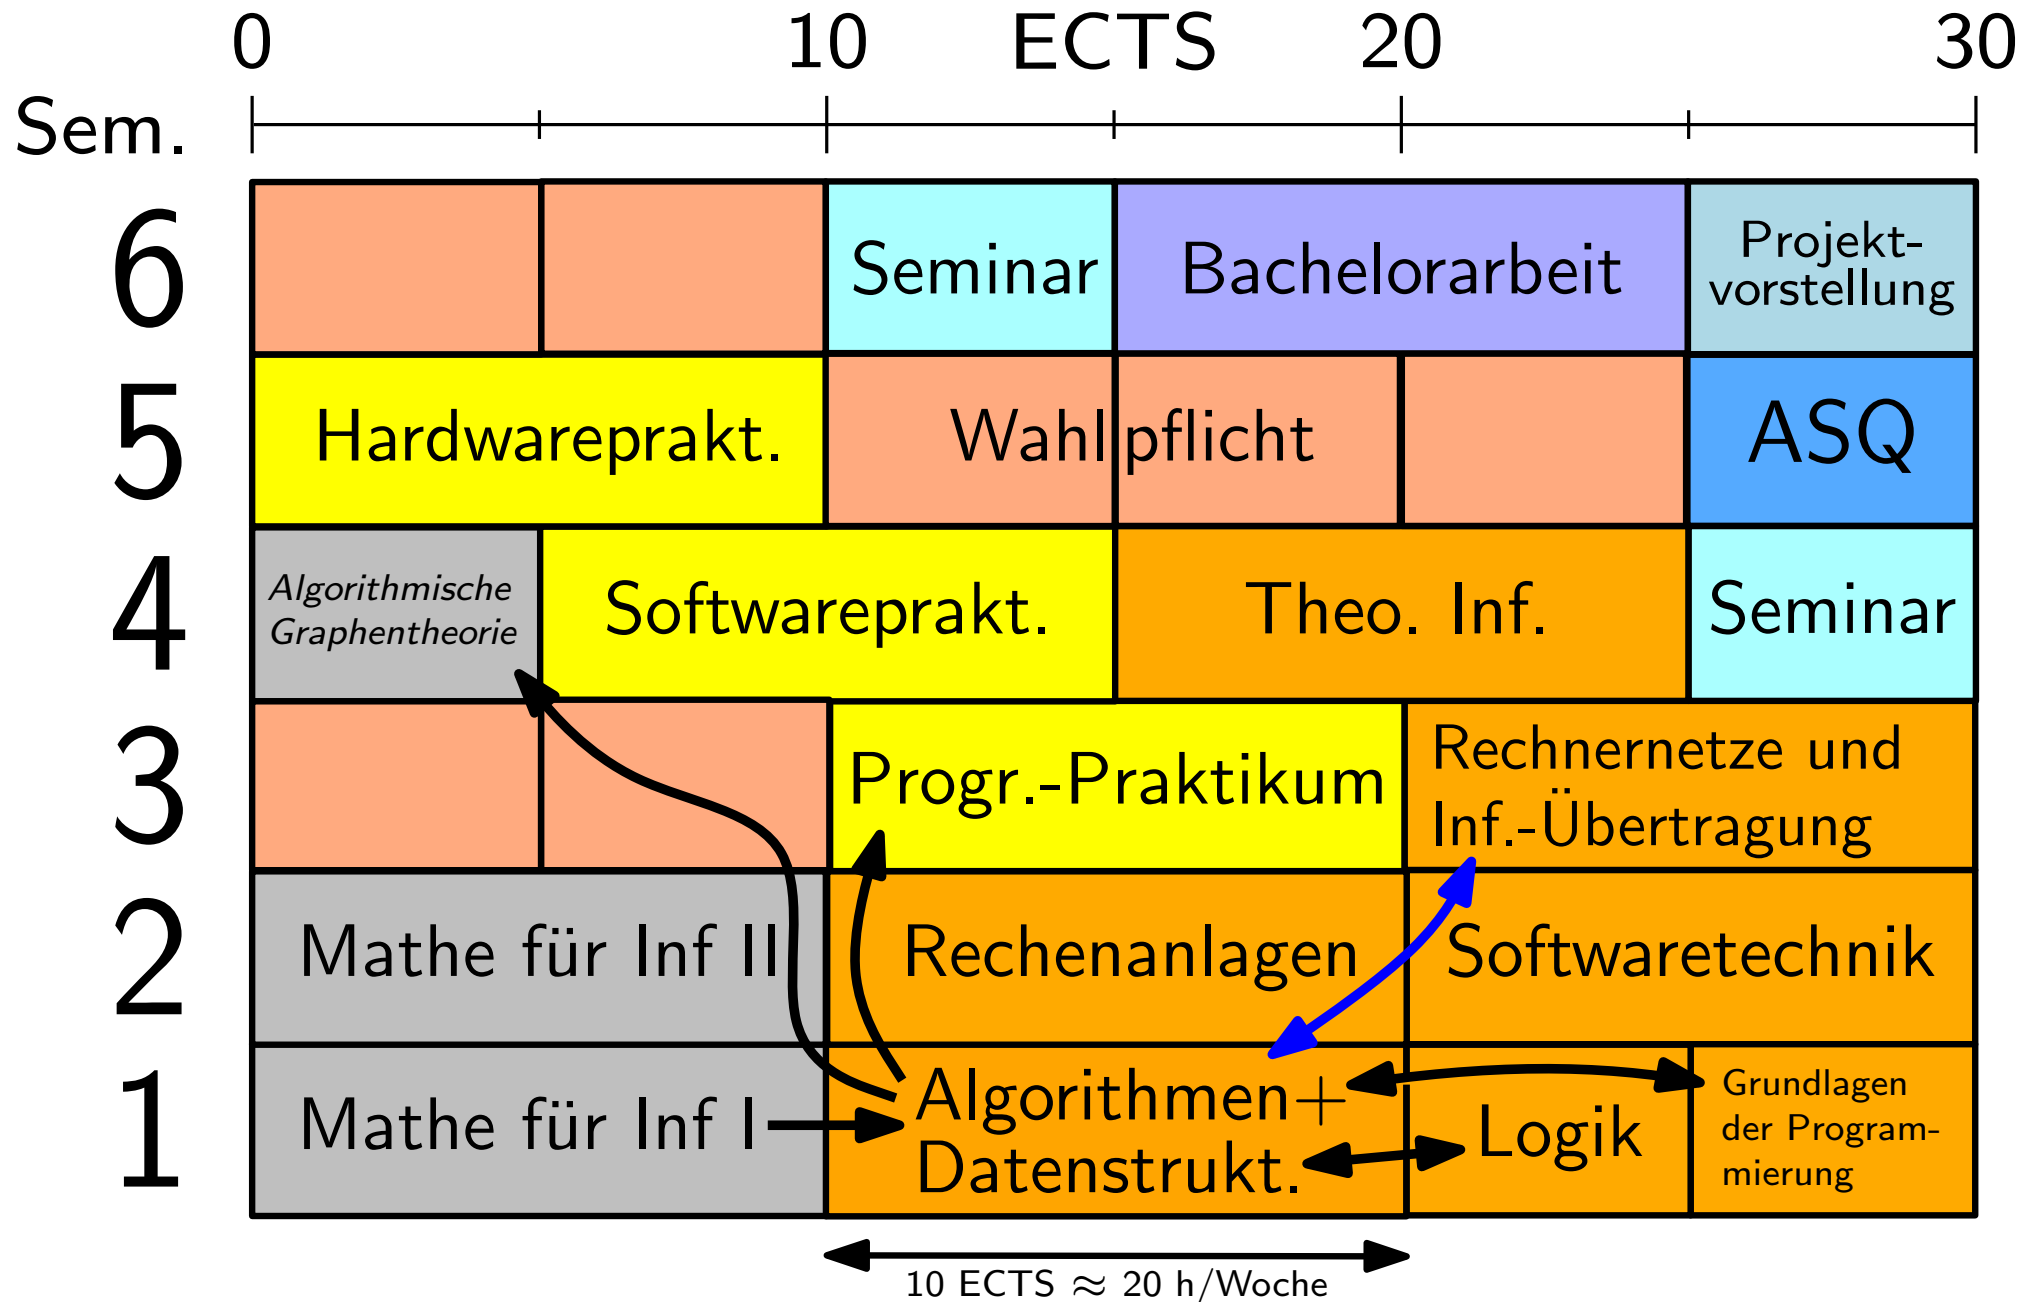 0 10 ECTS 20 30
Sem.
6 Seminar Bachelorarbeit Projekt-
vorstellung
5 Hardwareprakt. Wahlpflicht ASQ
4 Algorithmische
Graphentheorie
Softwareprakt. Theo. Inf. Seminar
3 Progr.-Praktikum Rechnernetze und
Inf.-Übertragung
2 Mathe für Inf II Rechenanlagen Softwaretechnik
1 Mathe für Inf I Algorithmen+
Datenstrukt.
Logik
Grundlagen
der Program-
mierung
10 ECTS ≈ 20 h/Woche